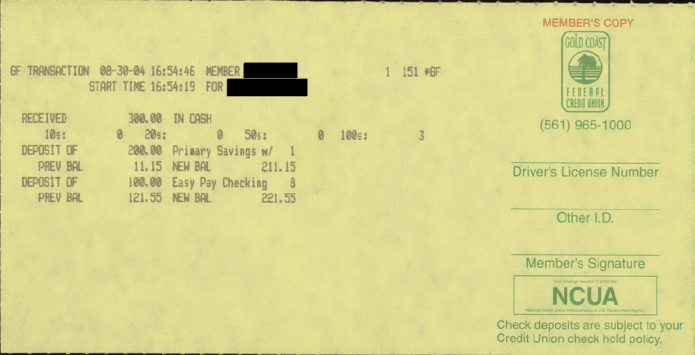 MEMBER'S COPY
GOLD COAST
FEDERAL
CREDIT UNION
(561) 965-1000
GF TRANSACTION 08-30-04 16:54:46 MEMBER 1 151 #GF
START TIME 16:54:19 FOR
RECEIVED 300.00 IN CASH
10s: 0 20s: 0 50s: 0 100s: 3
DEPOSIT OF 200.00 Primary Savings w/ 1
PREV BAL 11.15 NEW BAL 211.15
DEPOSIT OF 100.00 Easy Pay Checking 8
PREV BAL 121.55 NEW BAL 221.55
Driver's License Number
Other I.D.
Member's Signature
NCUA
Check deposits are subject to your
Credit Union check hold policy.